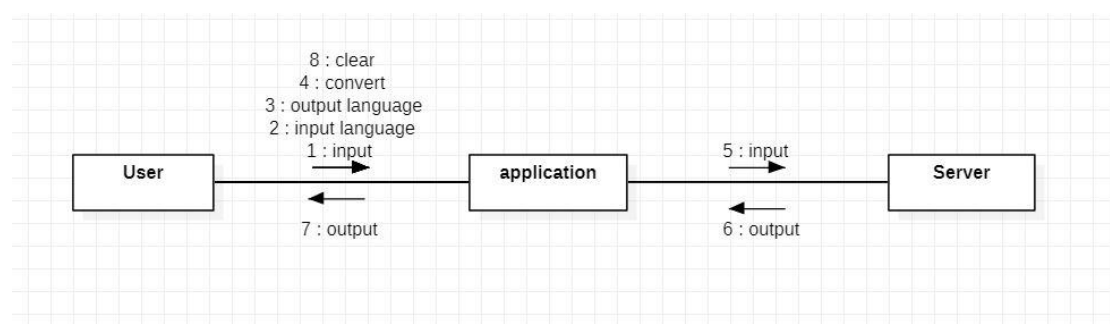 8 : clear
4 : convert
3 : output language
2 : input language
1 : input
5 : input
User
application
Server
7 : output
6 : output